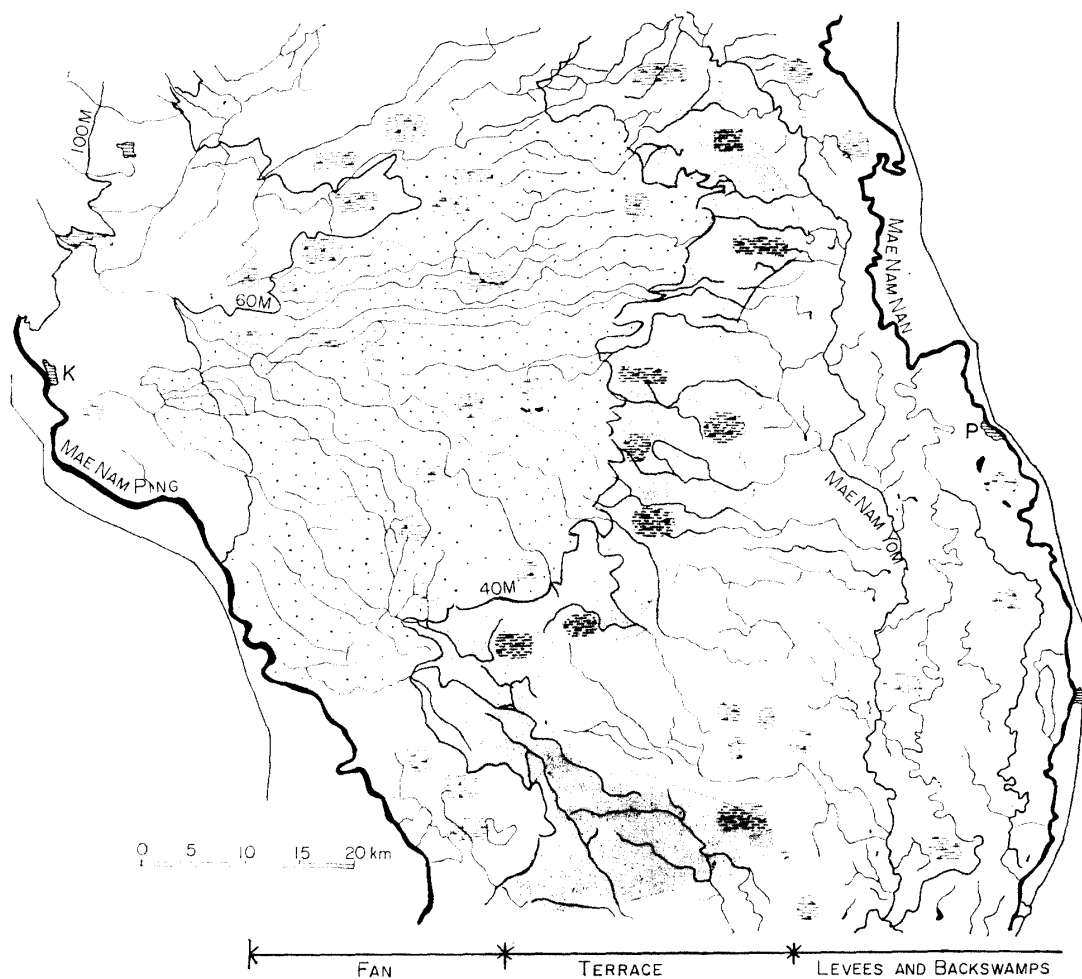 100M
MAE NAM NAN
60M
K
P
MAE NAM PING
MAE NAM YOM
40M
0 5 10 15 20 km
FAN TERRACE LEVEES AND BACKSWAMPS